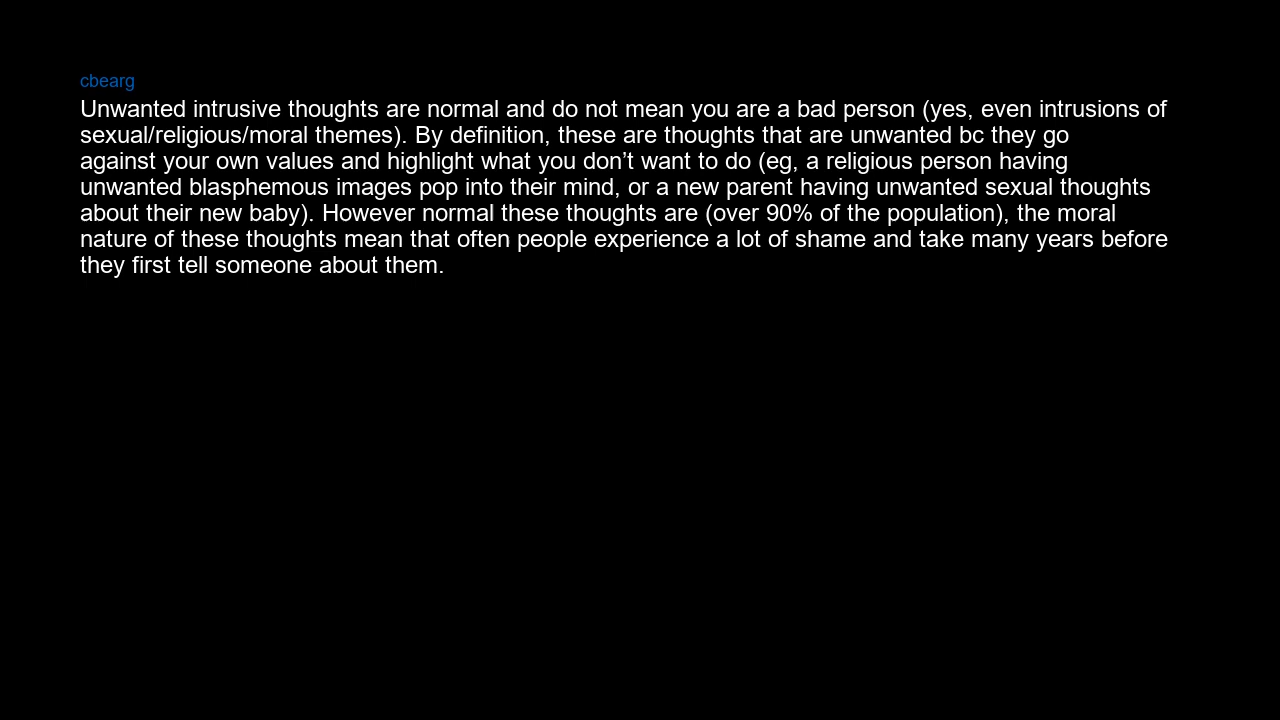 cbearg
Unwanted intrusive thoughts are normal and do not mean you are a bad person (yes, even intrusions of
sexual/religious/moral themes). By definition, these are thoughts that are unwanted bc they go
against your own values and highlight what you don’t want to do (eg, a religious person having
unwanted blasphemous images pop into their mind, or a new parent having unwanted sexual thoughts
about their new baby). However normal these thoughts are (over 90% of the population), the moral
nature of these thoughts mean that often people experience a lot of shame and take many years before
they first tell someone about them.